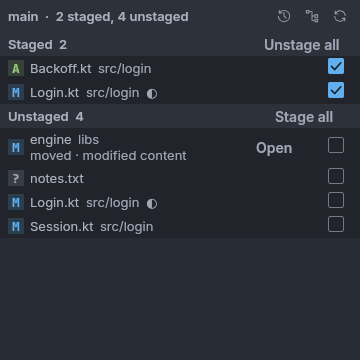 main · 2 staged, 4 unstaged
Staged 2 Unstage all
A Backoff.kt src/login
M Login.kt src/login
Unstaged 4 Stage all
M engine libs
moved · modified content Open
? notes.txt
M Login.kt src/login
M Session.kt src/login